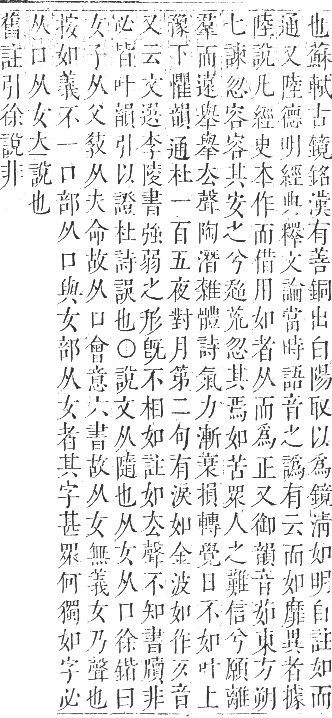 也蘇軾古鏡銘漢有善銅出白陽取以爲鏡淸如明自註如而
通又陸德明經典釋文論當時語音之譌有云而如靡異者據
陸說凡經史本作而借用如者从而爲正又御韻音茹東方朔
七諫忽容容其安之兮超荒忽其焉如苦眾人之難信兮願離
羣而遠舉舉厺聲陶潛雜體詩氣力漸衰損轉覺日不如叶上
豫下懼韻通杜一百五夜對月第二句有淚如金波如作厺音
又云文選李陵書強弱之形旣不相如註如厺聲不知書牘非
必皆叶韻引以證杜詩誤也○說文从隨也从女从口徐鍇曰
女子从父敎从夫命故从口會意六書故从女無義女乃聲也
按如義不一口部从口與女部从女者其字甚眾何獨如字必
从口从女立說也
舊註引徐說非